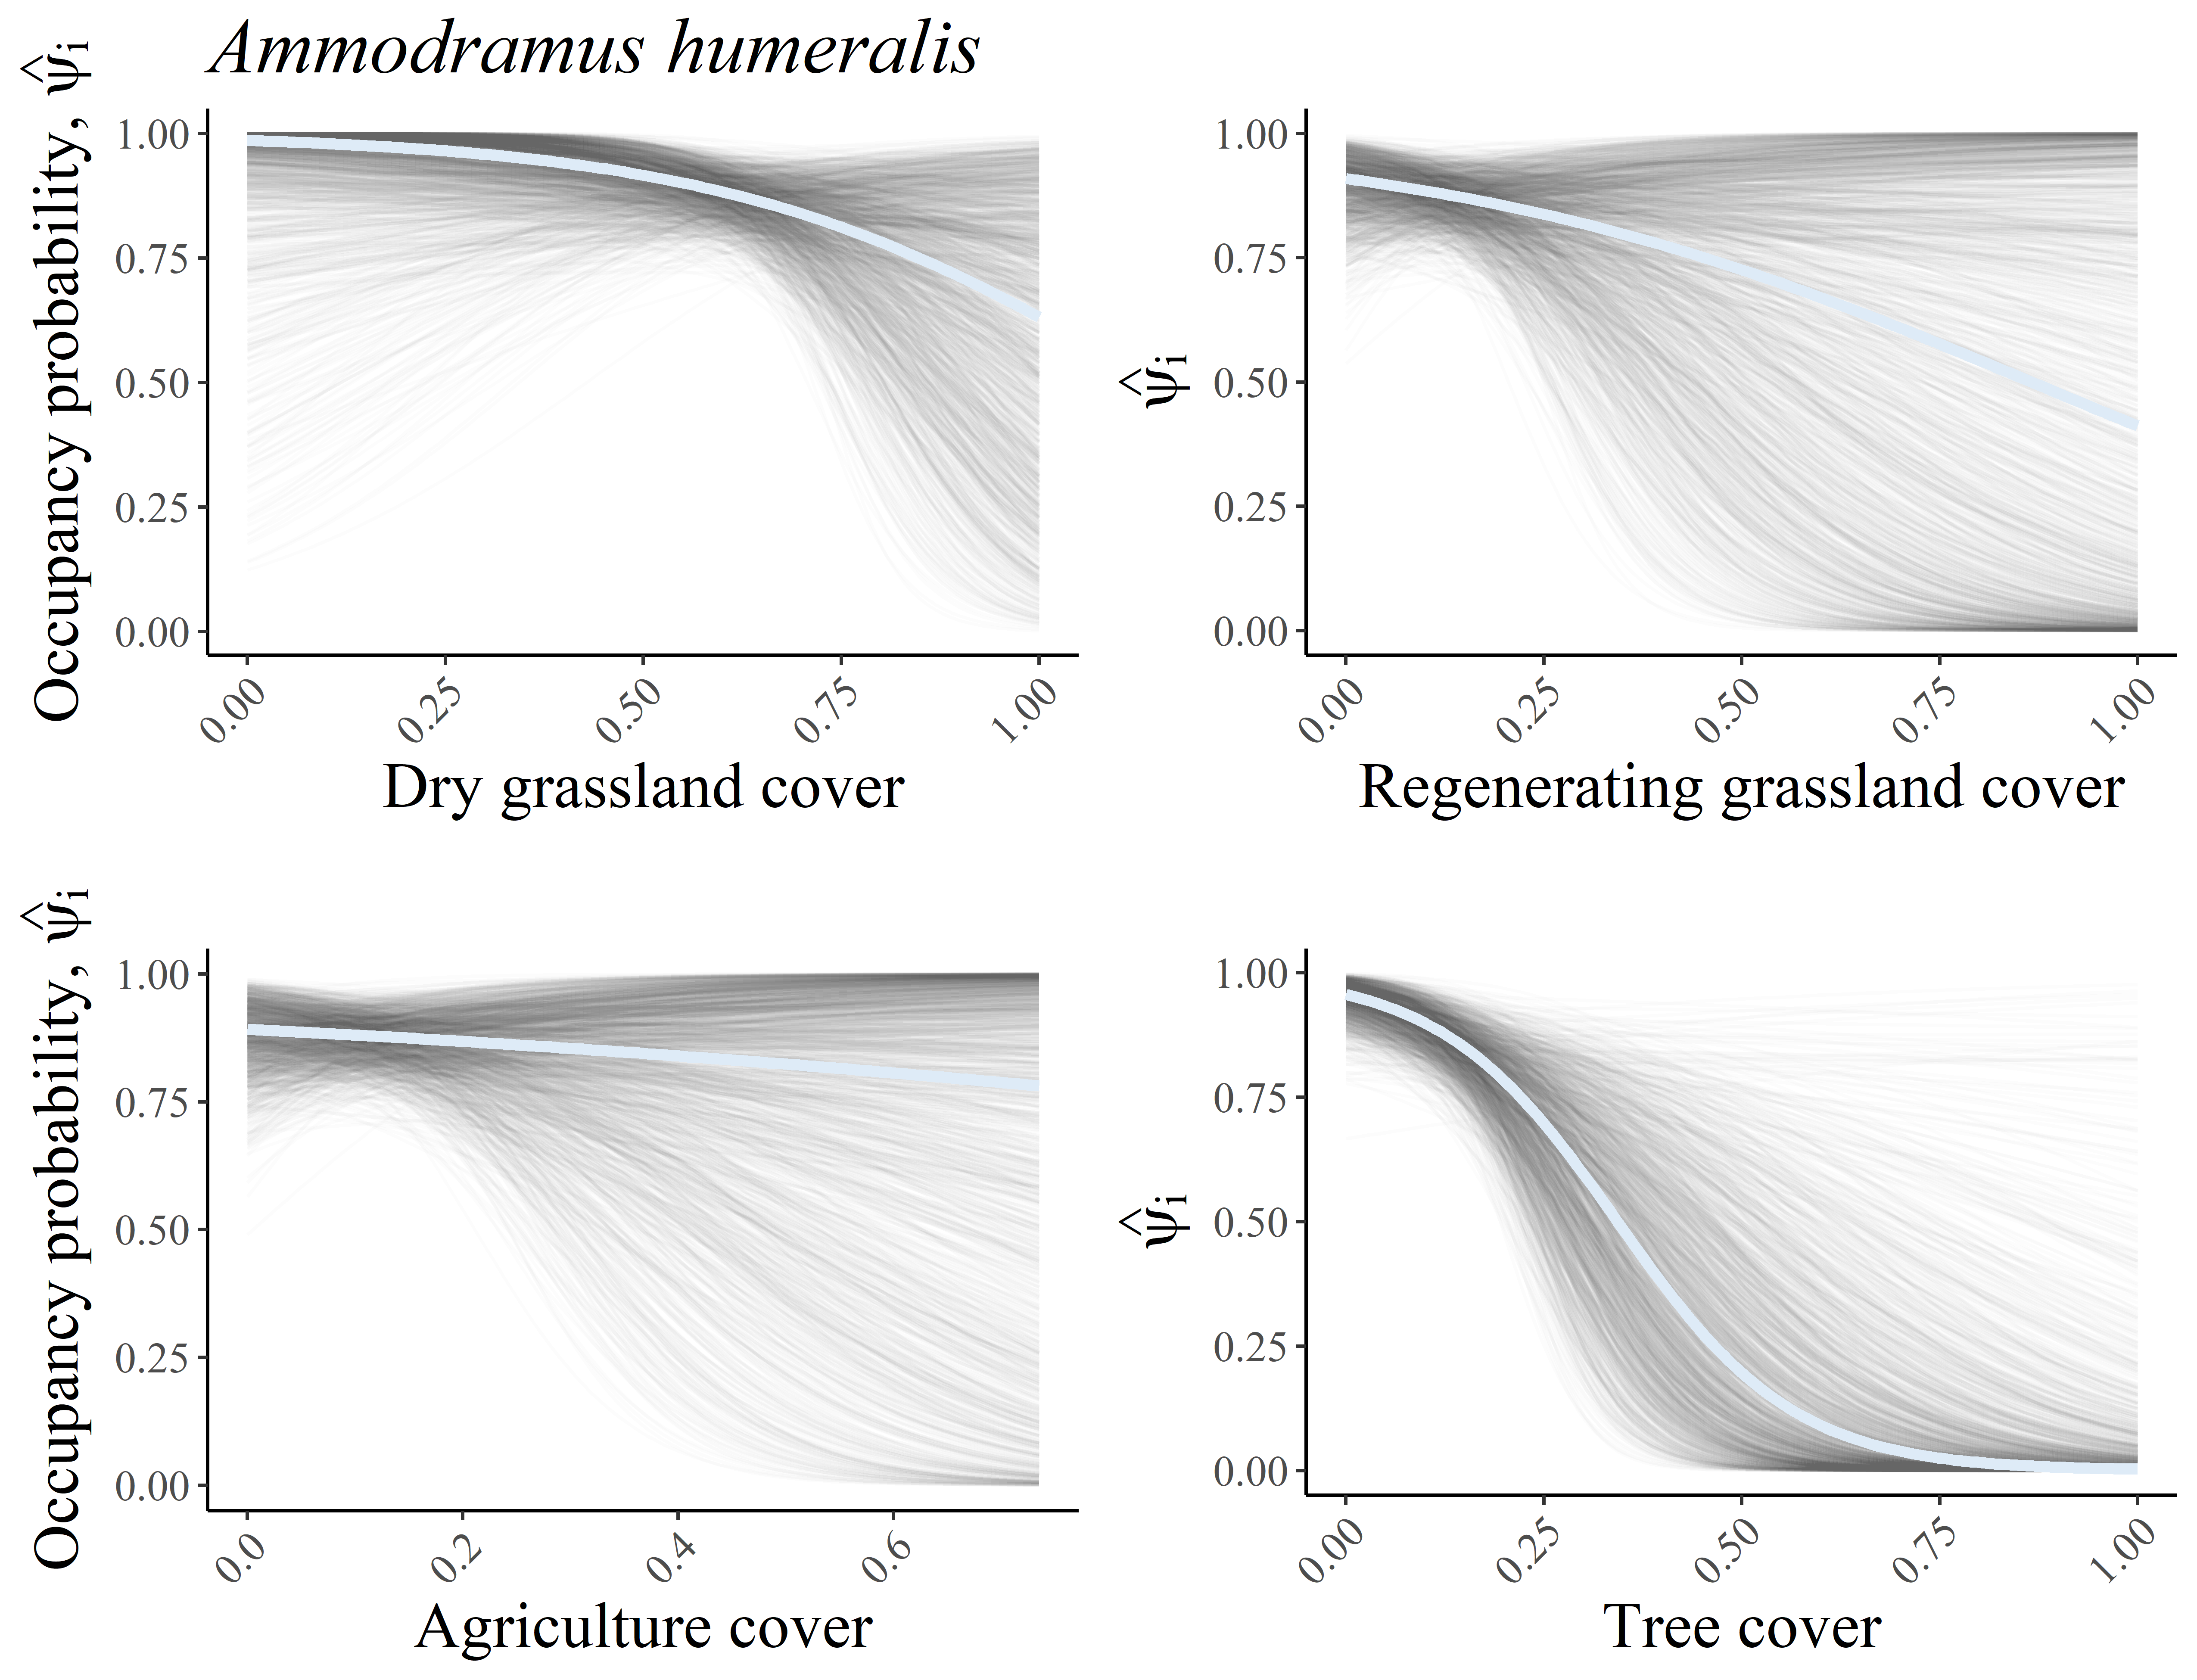 Ammodramus humeralis
Occupancy probability, ψ̂i
1.00
0.75
0.50
0.25
0.00
0.00 0.25 0.50 0.75 1.00
Dry grassland cover
ψ̂i
1.00
0.75
0.50
0.25
0.00
0.00 0.25 0.50 0.75 1.00
Regenerating grassland cover
Occupancy probability, ψ̂i
1.00
0.75
0.50
0.25
0.00
0.0 0.2 0.4 0.6
Agriculture cover
ψ̂i
1.00
0.75
0.50
0.25
0.00
0.00 0.25 0.50 0.75 1.00
Tree cover